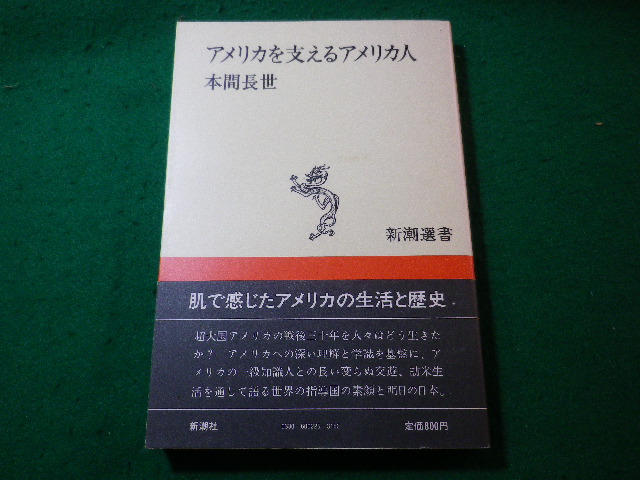 アメリカを支えるアメリカ人
本間長世
新潮選書
肌で感じたアメリカの生活と歴史
超大国アメリカの戦後三十年を人々はどう生きた
か? アメリカへの深い理解と学識を基盤に、ア
メリカの一級知識人との長い変らぬ交遊、訪米生
活を通して語る世界の指導国の素顔と明日の日本。
新潮社
定価800円